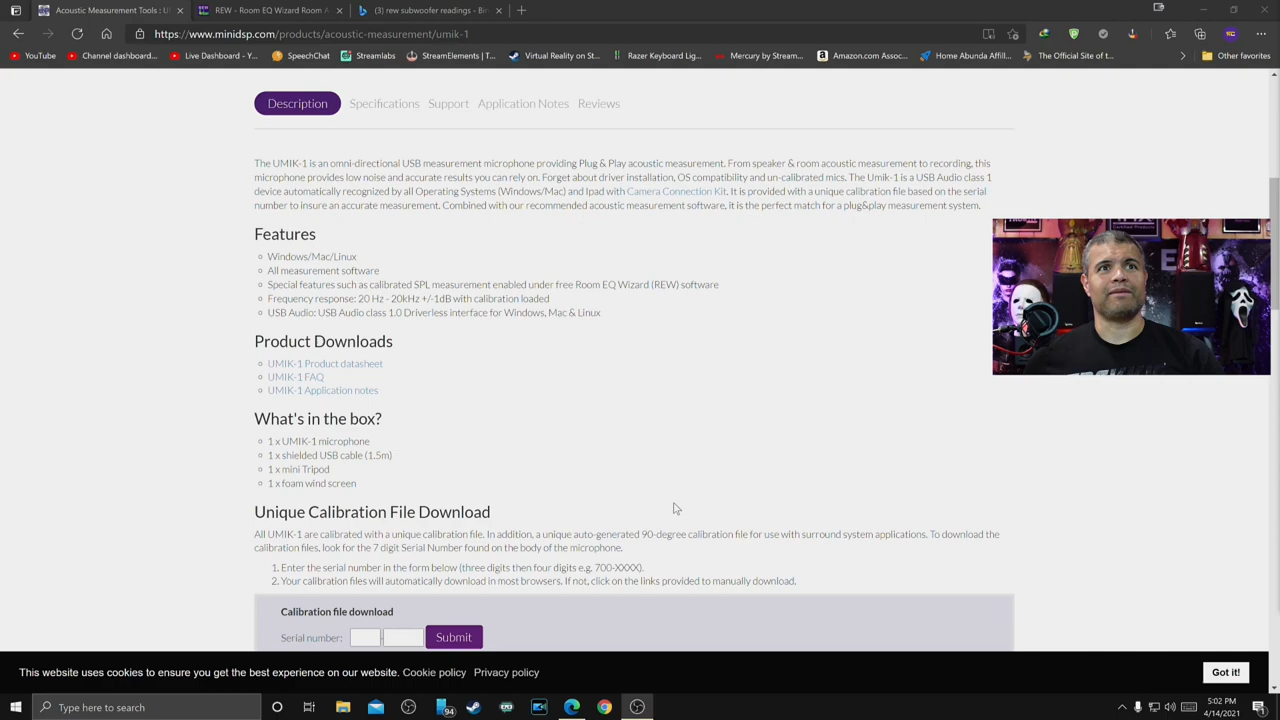 Acoustic Measurement Tools : U
REW - Room EQ Wizard Room A
(3) rew subwoofer readings - Bin
https://www.minidsp.com/products/acoustic-measurement/umik-1
YouTube
Channel dashboard...
Live Dashboard - Y...
SpeechChat
Streamlabs
StreamElements | T...
Virtual Reality on St...
Razer Keyboard Lig...
Mercury by Stream...
Amazon.com Assoc...
Home Abunda Affil...
The Official Site of t...
Other favorites
Description
Specifications
Support
Application Notes
Reviews
The UMIK-1 is an omni-directional USB measurement microphone providing Plug & Play acoustic measurement. From speaker & room acoustic measurement to recording, this
microphone provides low noise and accurate results you can rely on. Forget about driver installation, OS compatibility and un-calibrated mics. The Umik-1 is a USB Audio class 1
device automatically recognized by all Operating Systems (Windows/Mac) and Ipad with Camera Connection Kit. It is provided with a unique calibration file based on the serial
number to insure an accurate measurement. Combined with our recommended acoustic measurement software, it is the perfect match for a plug&play measurement system.
Features
Windows/Mac/Linux
All measurement software
Special features such as calibrated SPL measurement enabled under free Room EQ Wizard (REW) software
Frequency response: 20 Hz - 20kHz +/-1dB with calibration loaded
USB Audio: USB Audio class 1.0 Driverless interface for Windows, Mac & Linux
Product Downloads
UMIK-1 Product datasheet
UMIK-1 FAQ
UMIK-1 Application notes
What's in the box?
1 x UMIK-1 microphone
1 x shielded USB cable (1.5m)
1 x mini Tripod
1 x foam wind screen
Unique Calibration File Download
All UMIK-1 are calibrated with a unique calibration file. In addition, a unique auto-generated 90-degree calibration file for use with surround system applications. To download the
calibration files, look for the 7 digit Serial Number found on the body of the microphone.
1. Enter the serial number in the form below (three digits then four digits e.g. 700-XXXX).
2. Your calibration files will automatically download in most browsers. If not, click on the links provided to manually download.
Calibration file download
Serial number: - Submit
This website uses cookies to ensure you get the best experience on our website. Cookie policy Privacy policy
Got it!
Type here to search
94
5:02 PM
4/14/2021